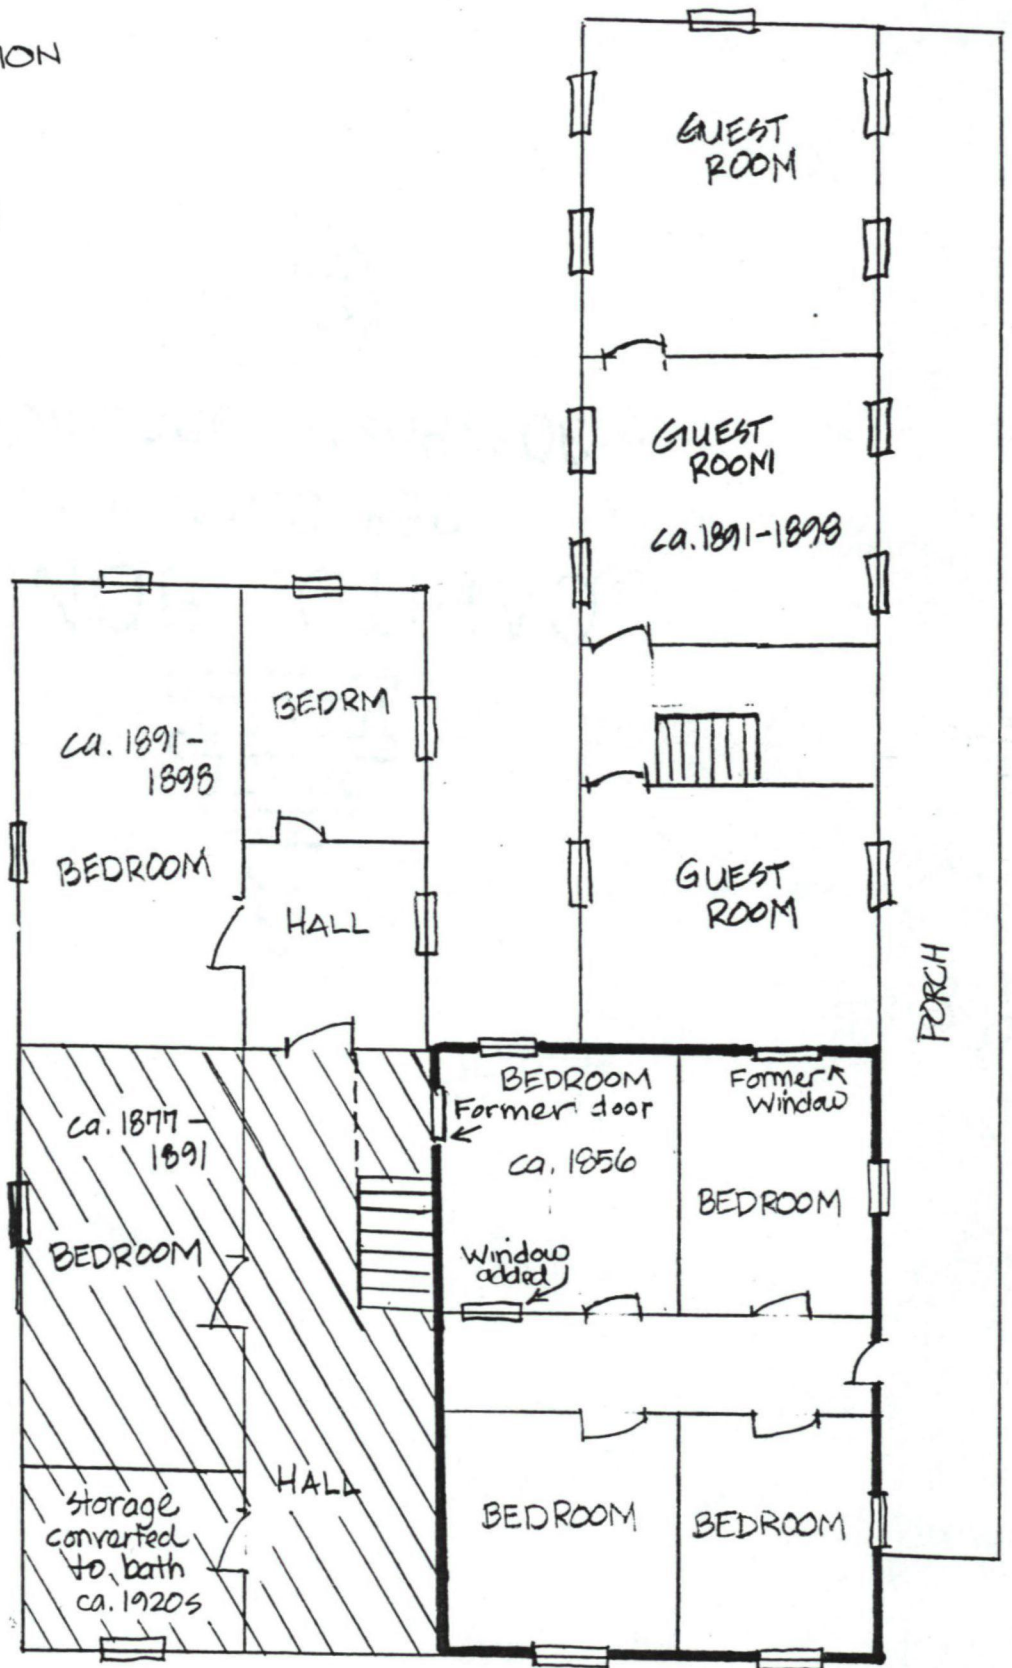 ION
GUEST
ROOM
GUEST
ROOM
ca. 1891-1898
BEDRM
ca. 1891-
1898
BEDROOM
HALL
GUEST
ROOM
PORCH
BEDROOM
Former door
ca. 1856
Former
Window
ca. 1877-
1891
BEDROOM
BEDROOM
Window
added
HALL
storage
converted
to bath
ca. 1920s
BEDROOM
BEDROOM